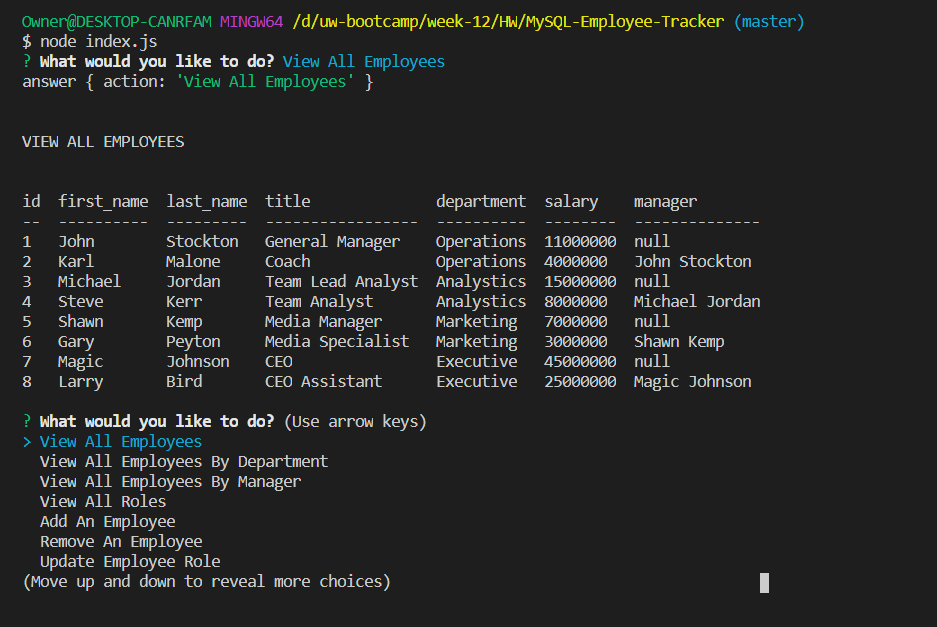 Owner@DESKTOP-CANRFAM MINGW64 /d/uw-bootcamp/week-12/HW/MySQL-Employee-Tracker (master)
$ node index.js
? What would you like to do? View All Employees
answer { action: 'View All Employees' }
VIEW ALL EMPLOYEES
id  first_name  last_name  title              department  salary    manager
--  ----------  ---------  -----------------  ----------  --------  --------------
1   John        Stockton   General Manager    Operations  11000000  null
2   Karl        Malone     Coach              Operations  4000000   John Stockton
3   Michael     Jordan     Team Lead Analyst  Analystics  15000000  null
4   Steve       Kerr       Team Analyst       Analystics  8000000   Michael Jordan
5   Shawn       Kemp       Media Manager      Marketing   7000000   null
6   Gary        Peyton     Media Specialist   Marketing   3000000   Shawn Kemp
7   Magic       Johnson    CEO                Executive   45000000  null
8   Larry       Bird       CEO Assistant      Executive   25000000  Magic Johnson
? What would you like to do? (Use arrow keys)
> View All Employees
  View All Employees By Department
  View All Employees By Manager
  View All Roles
  Add An Employee
  Remove An Employee
  Update Employee Role
(Move up and down to reveal more choices)